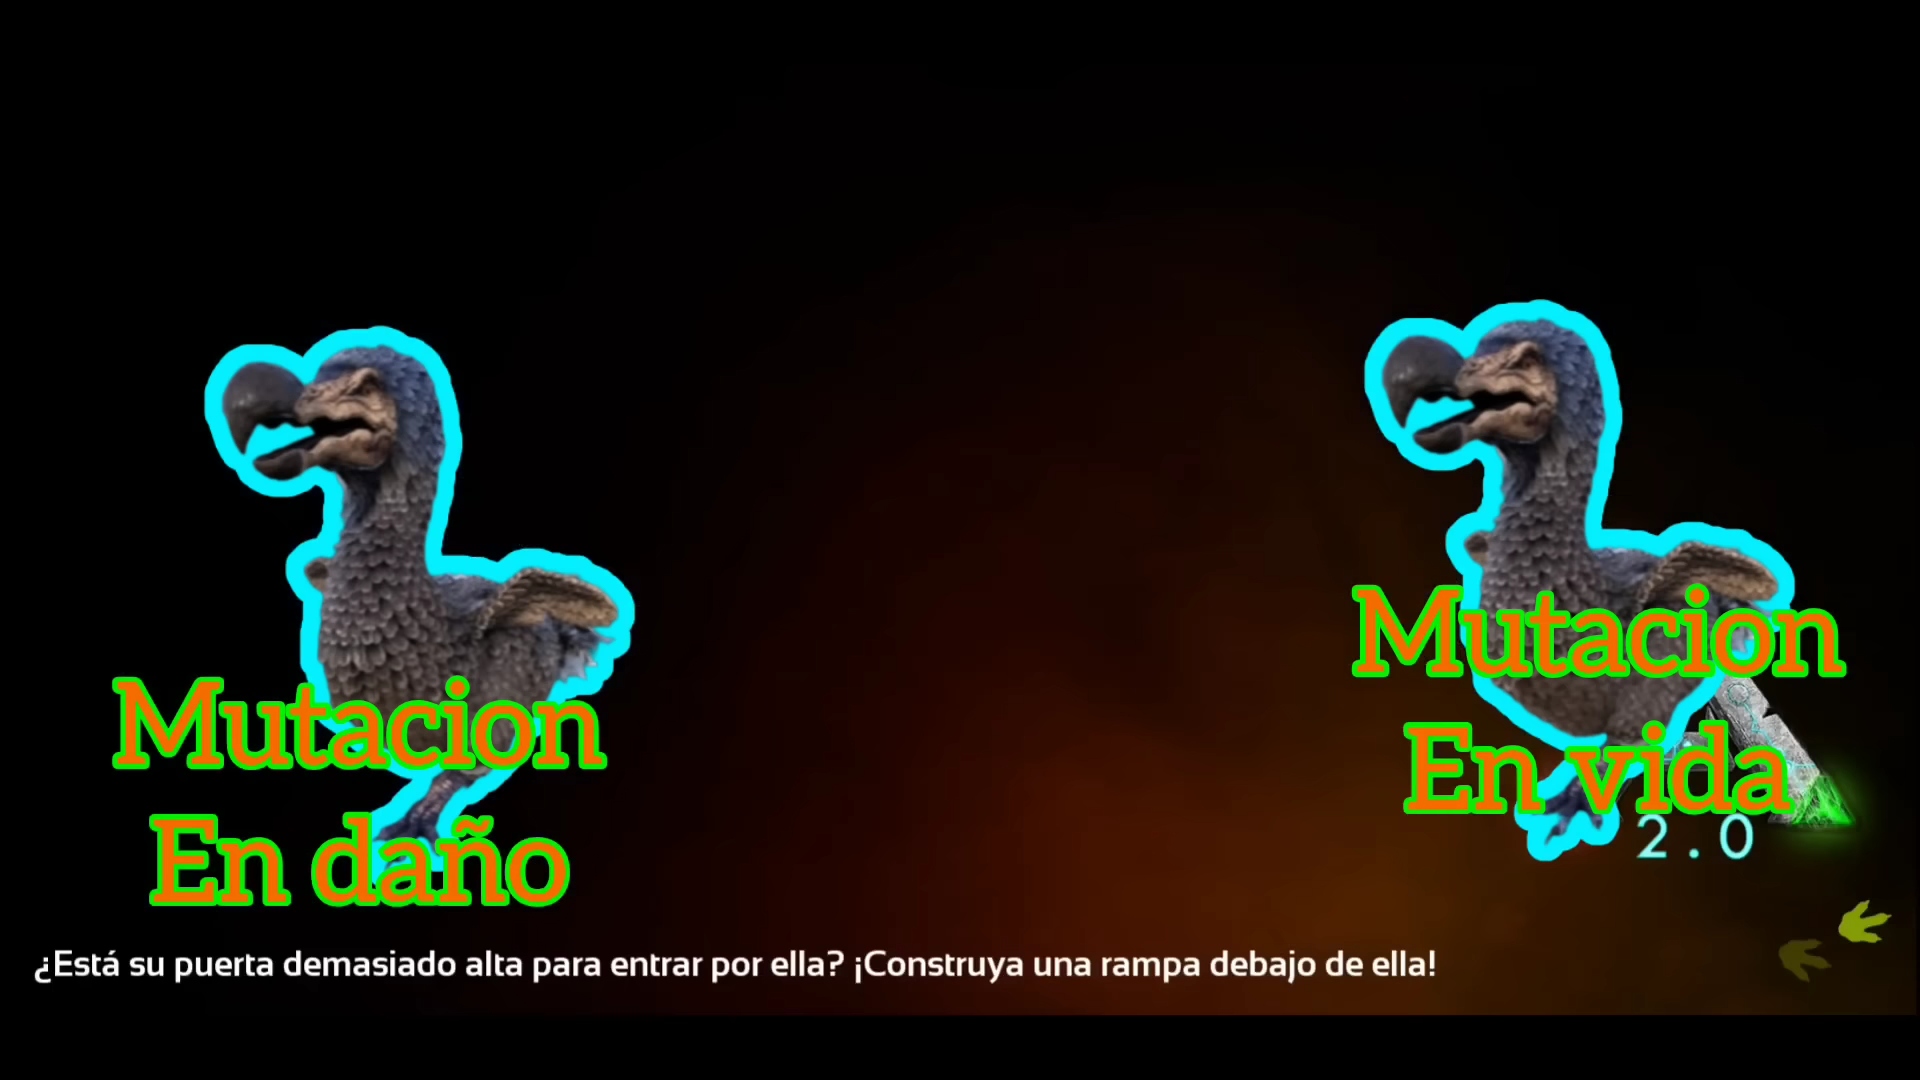 Mutacion
En daño
Mutacion
En vida
2.0
¿Está su puerta demasiado alta para entrar por ella? ¡Construya una rampa debajo de ella!